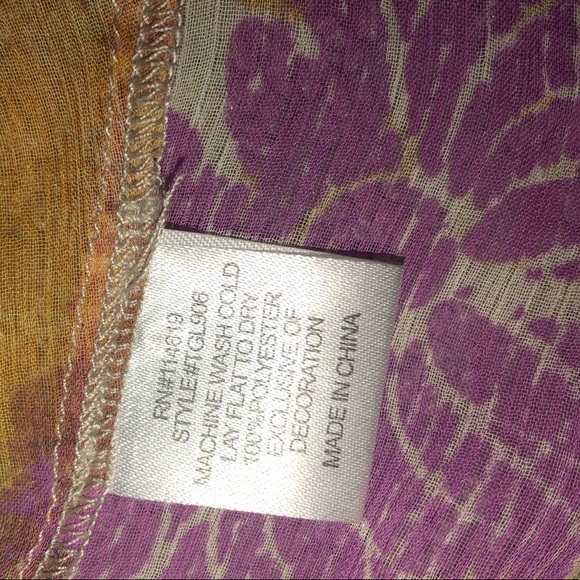 RN#114619
STYLE#TGL906
MACHINE WASH COLD
LAY FLAT TO DRY
100%POLYESTER
EXCLUSIVE OF
DECORATION
MADE IN CHINA